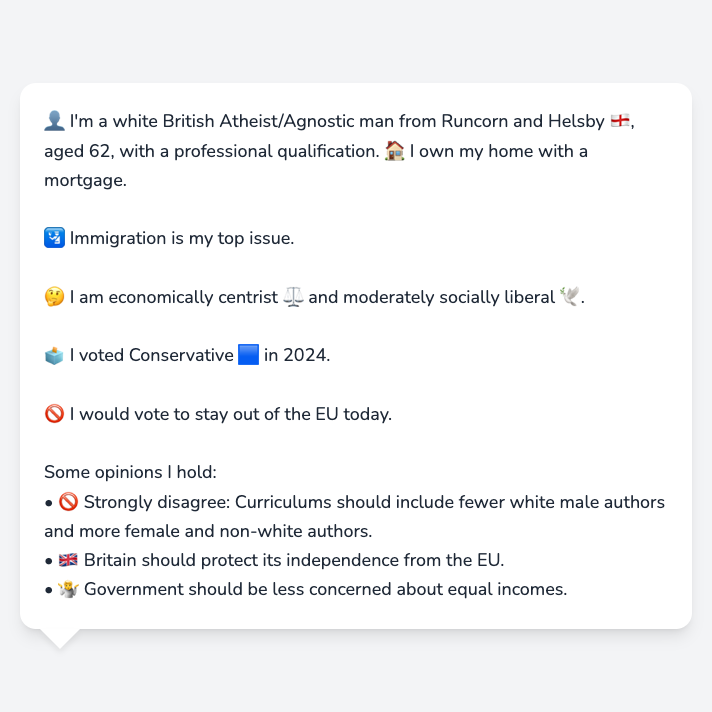 👤 I'm a white British Atheist/Agnostic man from Runcorn and Helsby 🏴󠁧󠁢󠁥󠁮󠁧󠁿,
aged 62, with a professional qualification. 🏠 I own my home with a
mortgage.
🛂 Immigration is my top issue.
🤔 I am economically centrist ⚖️ and moderately socially liberal 🕊️.
🗳️ I voted Conservative 🟦 in 2024.
🚫 I would vote to stay out of the EU today.
Some opinions I hold:
• 🚫 Strongly disagree: Curriculums should include fewer white male authors
and more female and non-white authors.
• 🇬🇧 Britain should protect its independence from the EU.
• 🤷 Government should be less concerned about equal incomes.